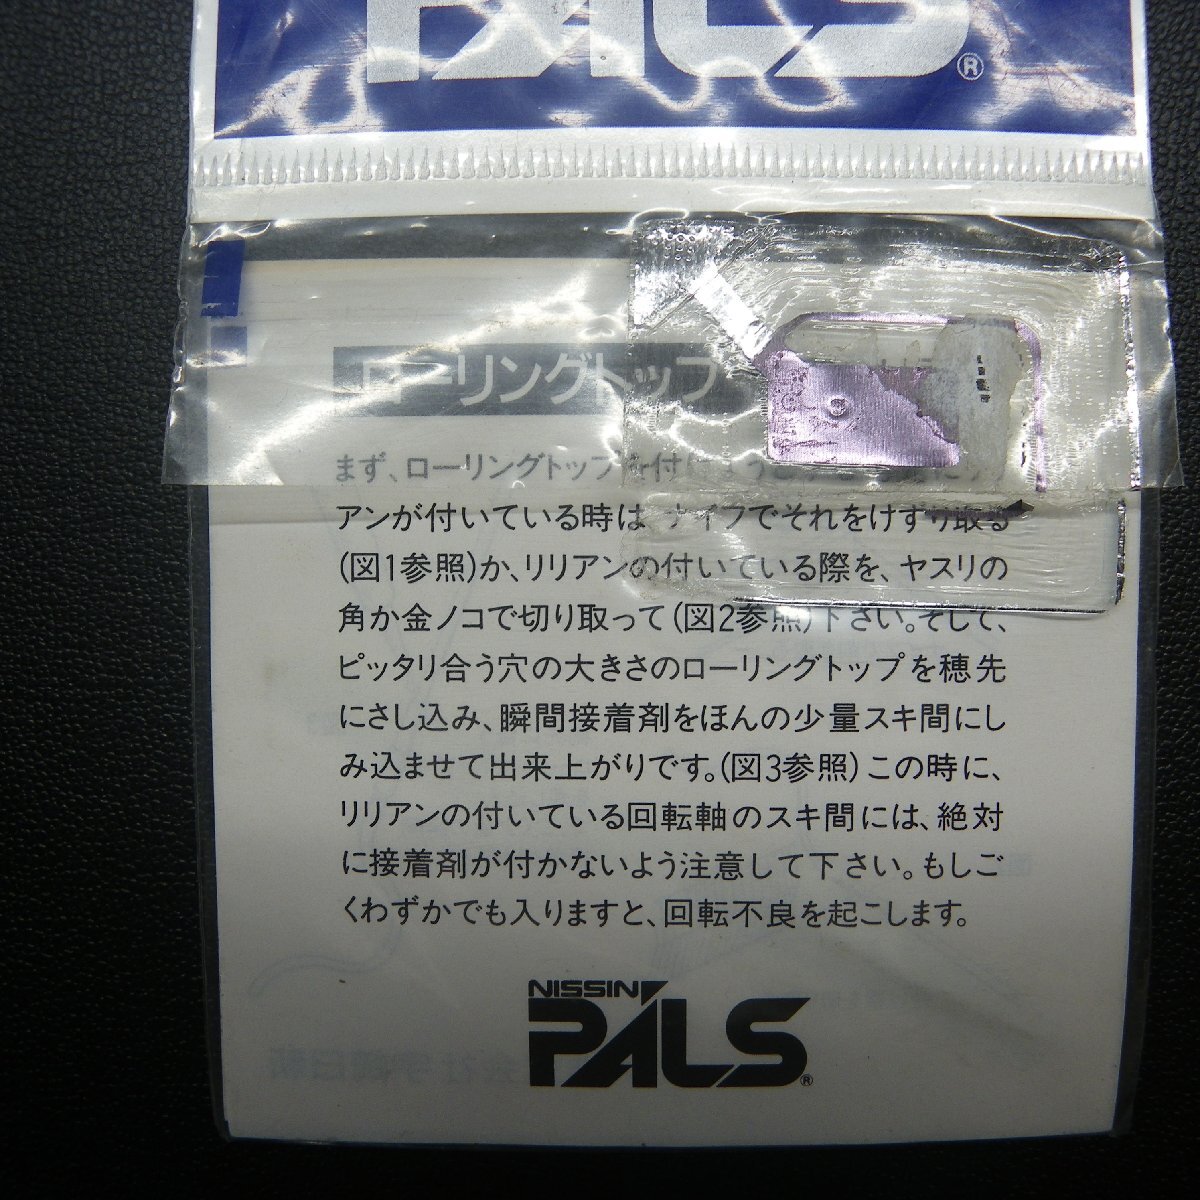 PALS®
ローリングトップ
まず、ローリングトップを付け
アンが付いている時は、ナイフでそれをけずり取る
(図1参照)か、リリアンの付いている際を、ヤスリの
角か金ノコで切り取って(図2参照)下さい。そして、
ピッタリ合う穴の大きさのローリングトップを穂先
にさし込み、瞬間接着剤をほんの少量スキ間にし
み込ませて出来上がりです。(図3参照)この時に、
リリアンの付いている回転軸のスキ間には、絶対
に接着剤が付かないよう注意して下さい。もしご
くわずかでも入りますと、回転不良を起こします。
NISSIN
PALS®